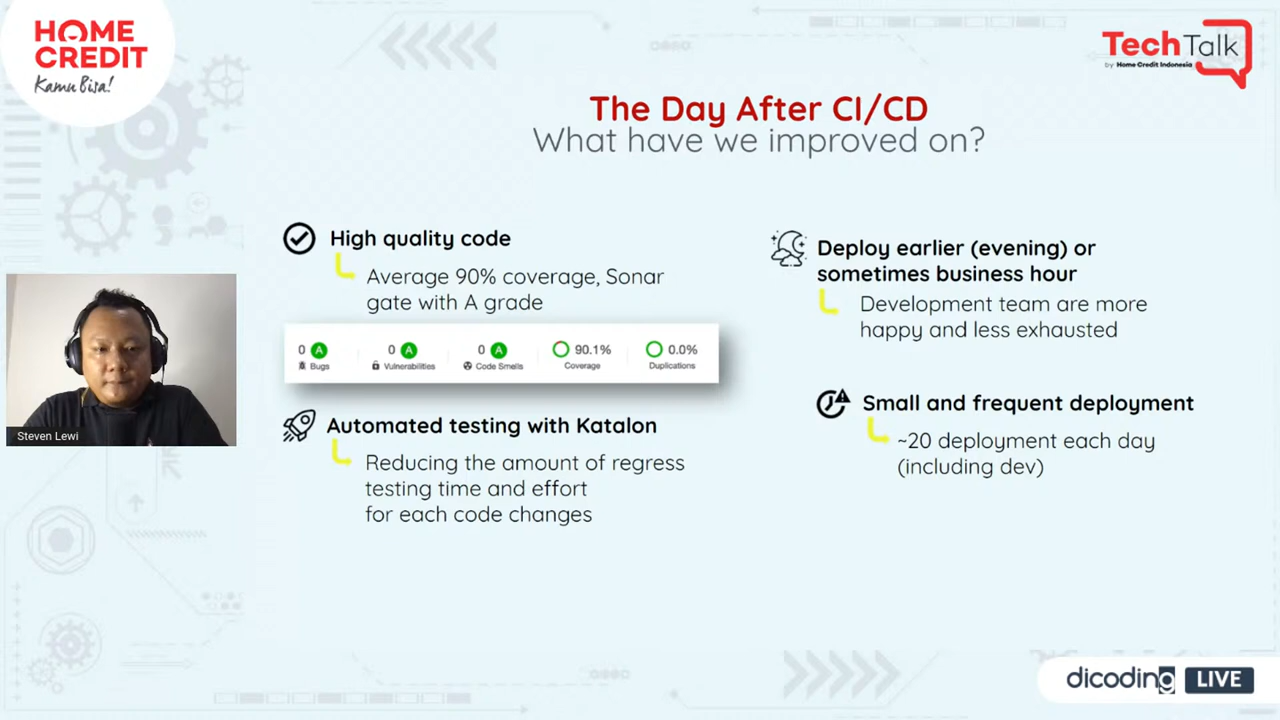 HOME
CREDIT
Kamu Bisa!
TechTalk
by Home Credit Indonesia
The Day After CI/CD
What have we improved on?
High quality code
Average 90% coverage, Sonar
gate with A grade
0 A
Bugs
0 A
Vulnerabilities
0 A
Code Smells
90.1%
Coverage
0.0%
Duplications
Automated testing with Katalon
Reducing the amount of regress
testing time and effort
for each code changes
Deploy earlier (evening) or
sometimes business hour
Development team are more
happy and less exhausted
Small and frequent deployment
~20 deployment each day
(including dev)
Steven Lewi
dicoding LIVE